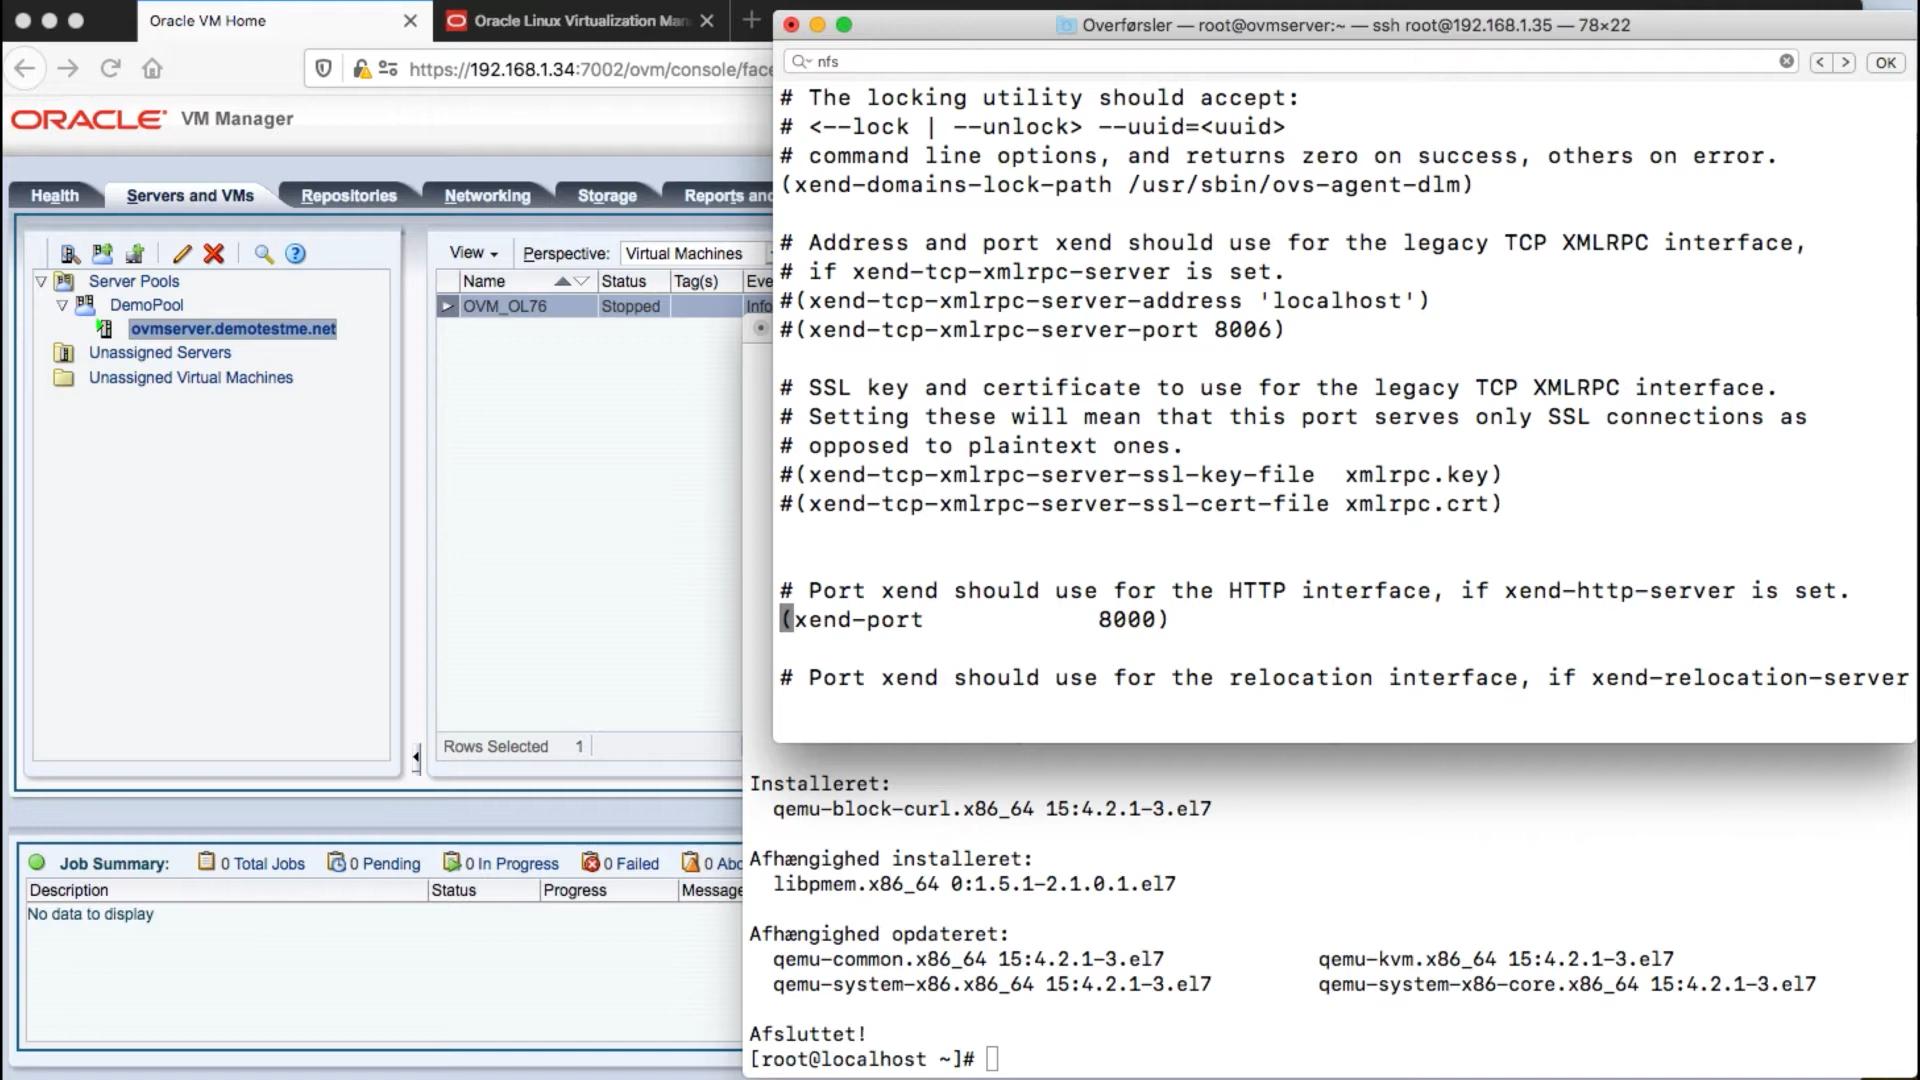 Oracle VM Home
Oracle Linux Virtualization Man
https://192.168.1.34:7002/ovm/console/face
ORACLE VM Manager
Health
Servers and VMs
Repositories
Networking
Storage
Reports and
Server Pools
DemoPool
ovmserver.demotestme.net
Unassigned Servers
Unassigned Virtual Machines
View
Perspective: Virtual Machines
Name Status Tag(s) Eve
OVM_OL76 Stopped Info
Rows Selected 1
Job Summary: 0 Total Jobs 0 Pending 0 In Progress 0 Failed 0 Abo
Description Status Progress Message
No data to display
Overførsler — root@ovmserver:~ — ssh root@192.168.1.35 — 78×22
nfs
OK
# The locking utility should accept:
# <--lock | --unlock> --uuid=<uuid>
# command line options, and returns zero on success, others on error.
(xend-domains-lock-path /usr/sbin/ovs-agent-dlm)
# Address and port xend should use for the legacy TCP XMLRPC interface,
# if xend-tcp-xmlrpc-server is set.
#(xend-tcp-xmlrpc-server-address 'localhost')
#(xend-tcp-xmlrpc-server-port 8006)
# SSL key and certificate to use for the legacy TCP XMLRPC interface.
# Setting these will mean that this port serves only SSL connections as
# opposed to plaintext ones.
#(xend-tcp-xmlrpc-server-ssl-key-file  xmlrpc.key)
#(xend-tcp-xmlrpc-server-ssl-cert-file xmlrpc.crt)
# Port xend should use for the HTTP interface, if xend-http-server is set.
(xend-port            8000)
# Port xend should use for the relocation interface, if xend-relocation-server
Installeret:
qemu-block-curl.x86_64 15:4.2.1-3.el7
Afhængighed installeret:
libpmem.x86_64 0:1.5.1-2.1.0.1.el7
Afhængighed opdateret:
qemu-common.x86_64 15:4.2.1-3.el7 qemu-kvm.x86_64 15:4.2.1-3.el7
qemu-system-x86.x86_64 15:4.2.1-3.el7 qemu-system-x86-core.x86_64 15:4.2.1-3.el7
Afsluttet!
[root@localhost ~]#